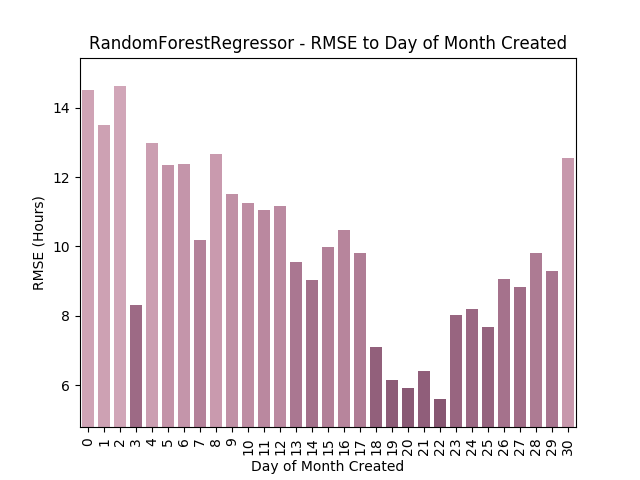 RandomForestRegressor - RMSE to Day of Month Created
14
12
10
8
6
RMSE (Hours)
0 1 2 3 4 5 6 7 8 9 10 11 12 13 14 15 16 17 18 19 20 21 22 23 24 25 26 27 28 29 30
Day of Month Created